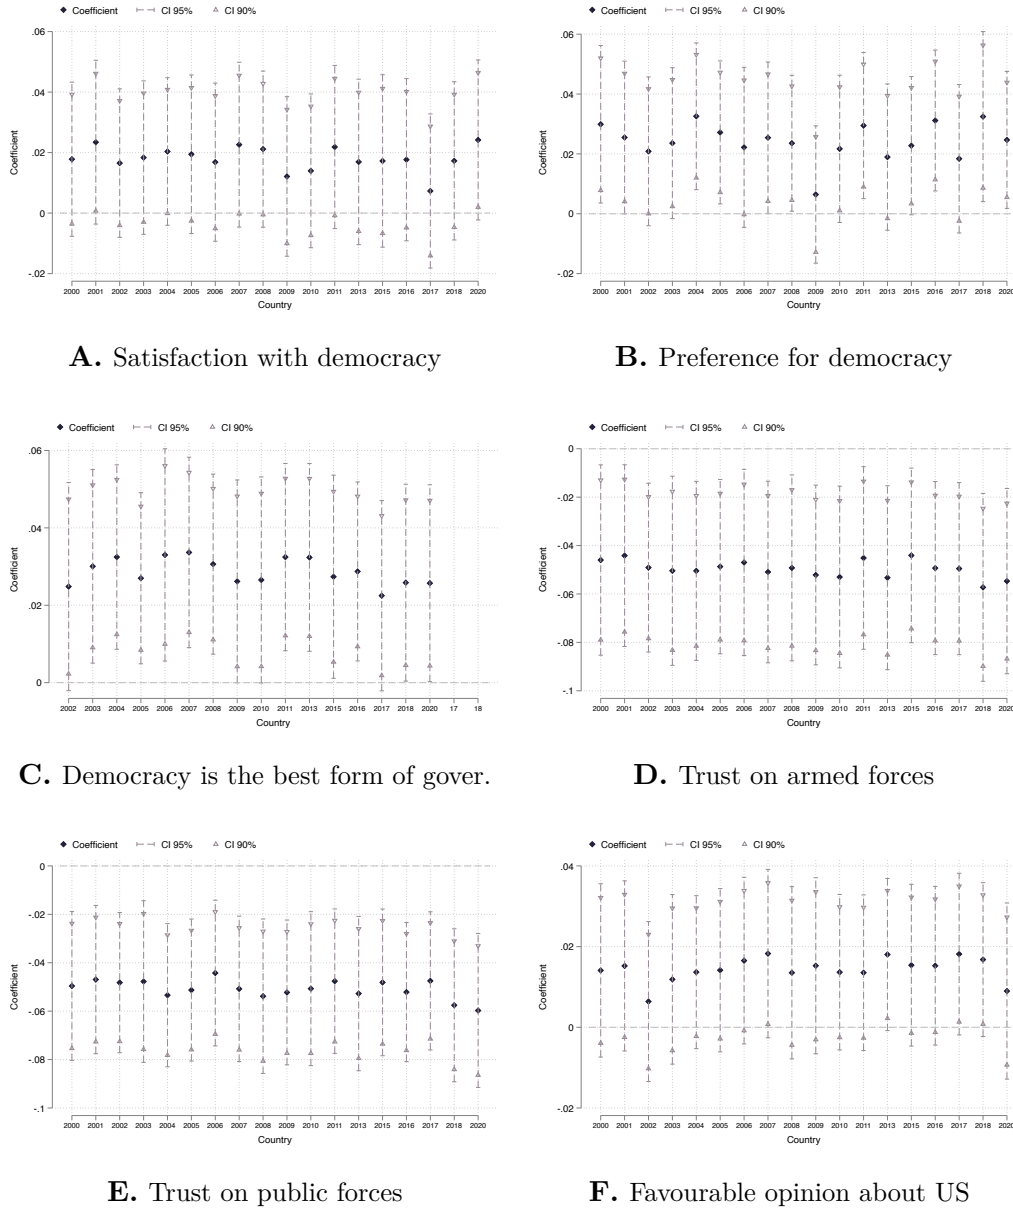 Coefficient CI 95% CI 90%
Coefficient CI 95% CI 90%
.06
.04
.02
0
-.02
Coefficient
2000 2001 2002 2003 2004 2005 2006 2007 2008 2009 2010 2011 2013 2015 2016 2017 2018 2020
Country
.06
.04
.02
0
-.02
Coefficient
2000 2001 2002 2003 2004 2005 2006 2007 2008 2009 2010 2011 2013 2015 2016 2017 2018 2020
Country
A. Satisfaction with democracy
B. Preference for democracy
Coefficient CI 95% CI 90%
Coefficient CI 95% CI 90%
.06
.04
.02
0
Coefficient
2002 2003 2004 2005 2006 2007 2008 2009 2010 2011 2013 2015 2016 2017 2018 2020 17 18
Country
0
-.02
-.04
-.06
-.08
-.1
Coefficient
2000 2001 2002 2003 2004 2005 2006 2007 2008 2009 2010 2011 2013 2015 2016 2017 2018 2020
Country
C. Democracy is the best form of gover.
D. Trust on armed forces
Coefficient CI 95% CI 90%
Coefficient CI 95% CI 90%
0
-.02
-.04
-.06
-.08
-.1
Coefficient
2000 2001 2002 2003 2004 2005 2006 2007 2008 2009 2010 2011 2013 2015 2016 2017 2018 2020
Country
.04
.02
0
-.02
Coefficient
2000 2001 2002 2003 2004 2005 2006 2007 2008 2009 2010 2011 2013 2015 2016 2017 2018 2020
Country
E. Trust on public forces
F. Favourable opinion about US